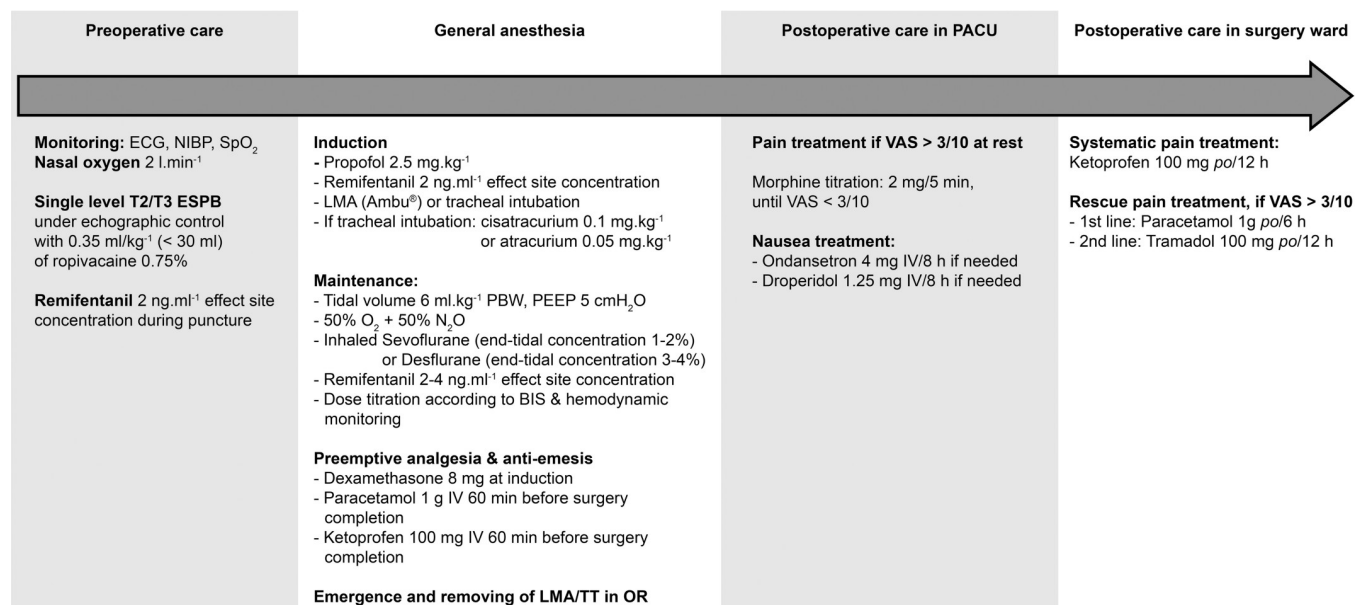 Preoperative care
General anesthesia
Postoperative care in PACU
Postoperative care in surgery ward
Monitoring: ECG, NIBP, SpO₂
Nasal oxygen 2 l.min⁻¹
Single level T2/T3 ESPB
under echographic control
with 0.35 ml/kg⁻¹ (< 30 ml)
of ropivacaine 0.75%
Remifentanil 2 ng.ml⁻¹ effect site
concentration during puncture
Induction
- Propofol 2.5 mg.kg⁻¹
- Remifentanil 2 ng.ml⁻¹ effect site concentration
- LMA (Ambu®) or tracheal intubation
- If tracheal intubation: cisatracurium 0.1 mg.kg⁻¹
or atracurium 0.05 mg.kg⁻¹
Maintenance:
- Tidal volume 6 ml.kg⁻¹ PBW, PEEP 5 cmH₂O
- 50% O₂ + 50% N₂O
- Inhaled Sevoflurane (end-tidal concentration 1-2%)
or Desflurane (end-tidal concentration 3-4%)
- Remifentanil 2-4 ng.ml⁻¹ effect site concentration
- Dose titration according to BIS & hemodynamic
monitoring
Preemptive analgesia & anti-emesis
- Dexamethasone 8 mg at induction
- Paracetamol 1 g IV 60 min before surgery
completion
- Ketoprofen 100 mg IV 60 min before surgery
completion
Emergence and removing of LMA/TT in OR
Pain treatment if VAS > 3/10 at rest
Morphine titration: 2 mg/5 min,
until VAS < 3/10
Nausea treatment:
- Ondansetron 4 mg IV/8 h if needed
- Droperidol 1.25 mg IV/8 h if needed
Systematic pain treatment:
Ketoprofen 100 mg po/12 h
Rescue pain treatment, if VAS > 3/10
- 1st line: Paracetamol 1g po/6 h
- 2nd line: Tramadol 100 mg po/12 h